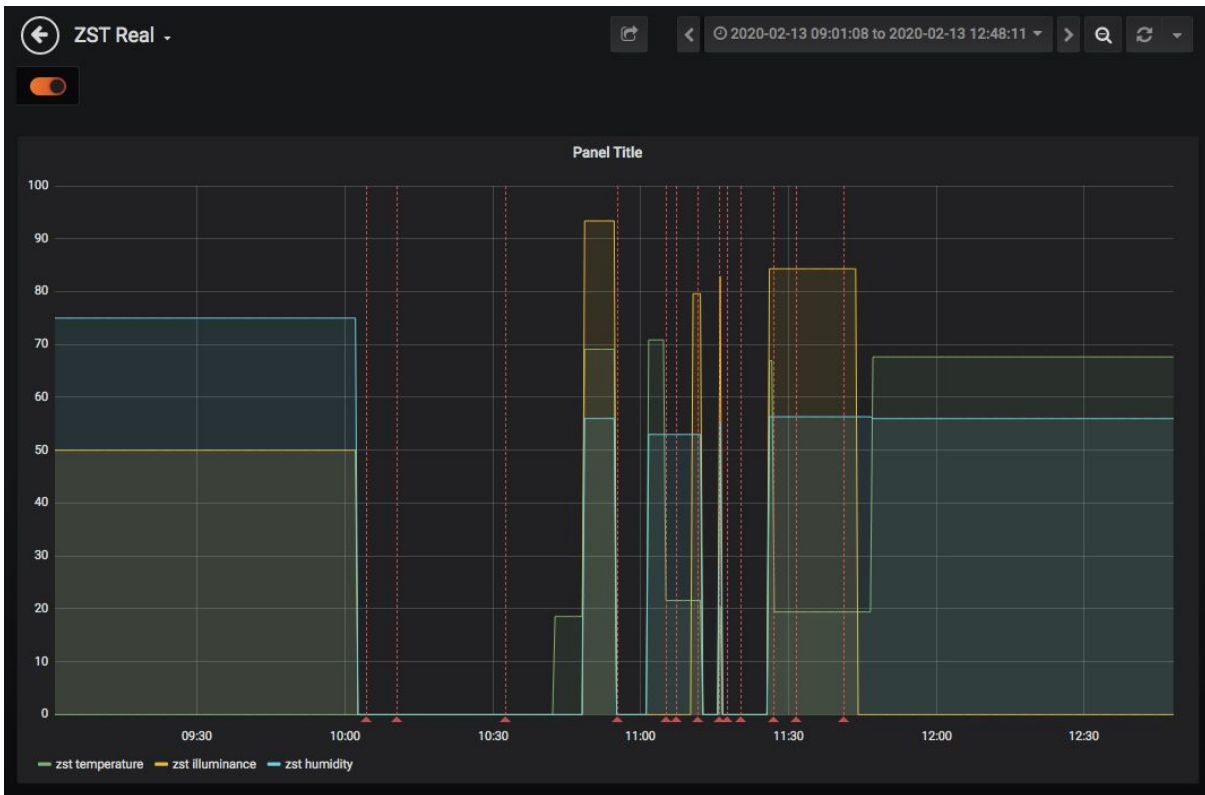 ZST Real
2020-02-13 09:01:08 to 2020-02-13 12:48:11
Panel Title
100
90
80
70
60
50
40
30
20
10
0
09:30 10:00 10:30 11:00 11:30 12:00 12:30
zst temperature zst illuminance zst humidity